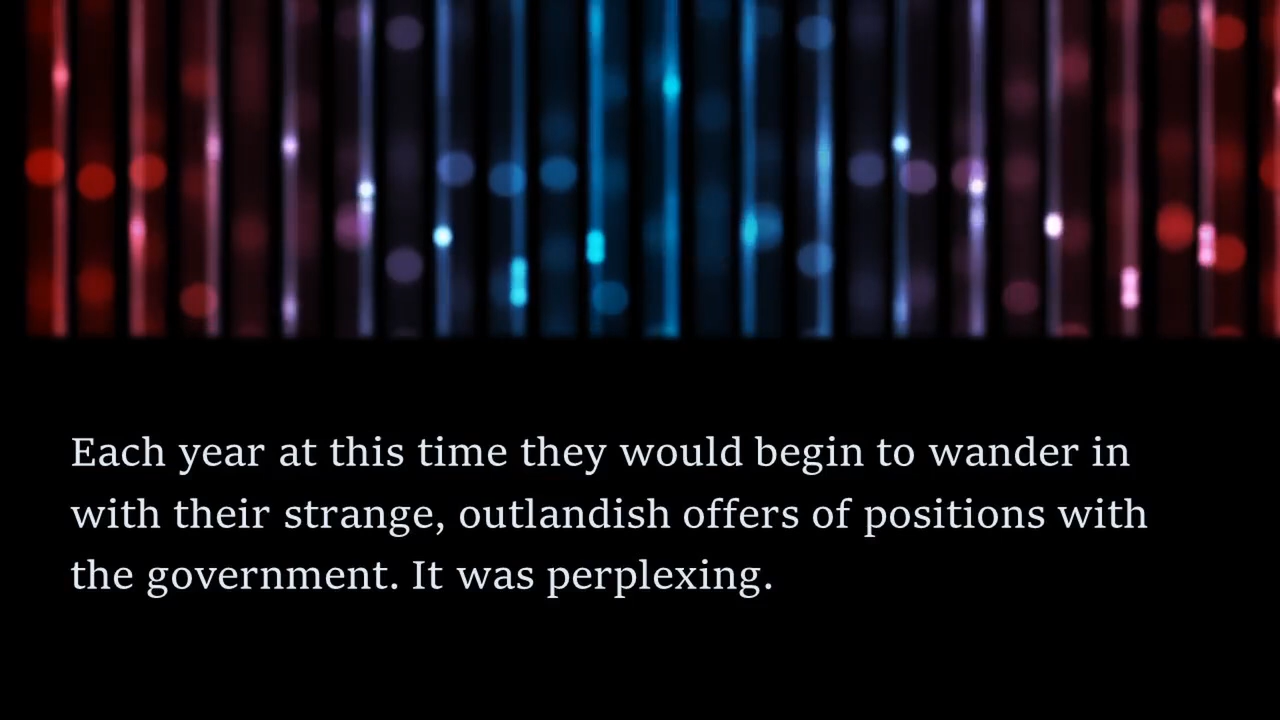 Each year at this time they would begin to wander in
with their strange, outlandish offers of positions with
the government. It was perplexing.